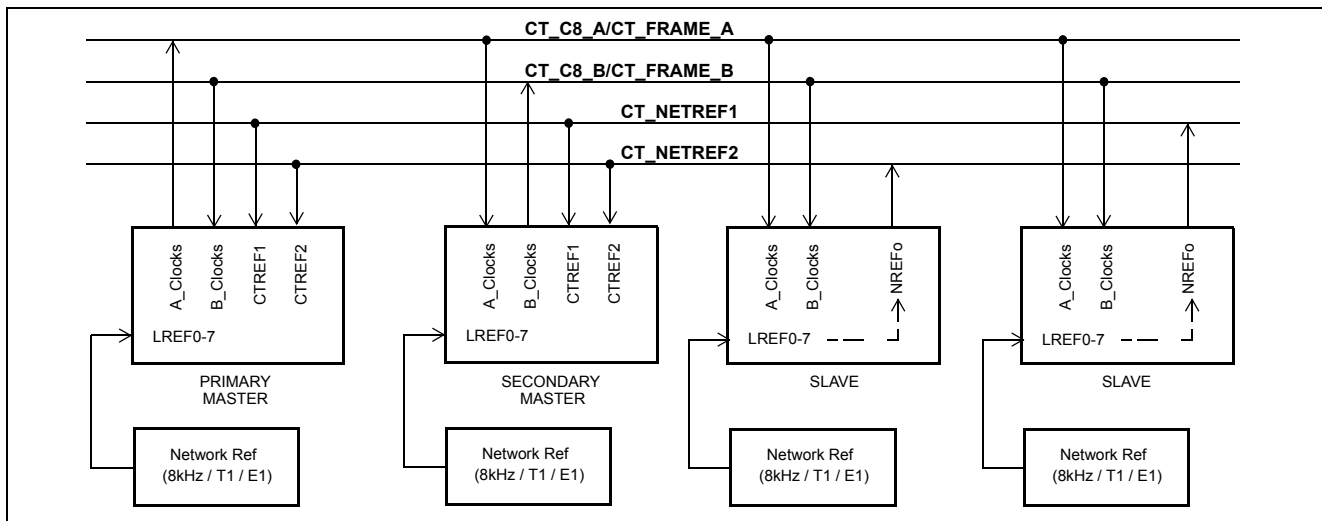 CT_C8_A/CT_FRAME_A
CT_C8_B/CT_FRAME_B
CT_NETREF1
CT_NETREF2
A_Clocks
B_Clocks
CTREF1
CTREF2
LREF0-7
PRIMARY
MASTER
Network Ref
(8kHz / T1 / E1)
A_Clocks
B_Clocks
CTREF1
CTREF2
LREF0-7
SECONDARY
MASTER
Network Ref
(8kHz / T1 / E1)
A_Clocks
B_Clocks
NREFo
LREF0-7
SLAVE
Network Ref
(8kHz / T1 / E1)
A_Clocks
B_Clocks
NREFo
LREF0-7
SLAVE
Network Ref
(8kHz / T1 / E1)